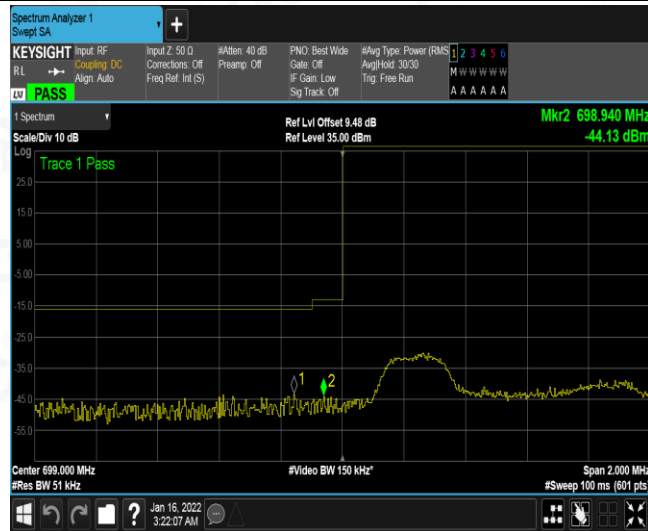 Spectrum Analyzer 1
Swept SA
+
KEYSIGHT
RL
LXI PASS
Input: RF
Coupling: DC
Align: Auto
Input Z: 50 Ω
Corrections: Off
Freq Ref: Int (S)
#Atten: 40 dB
Preamp: Off
PNO: Best Wide
Gate: Off
IF Gain: Low
Sig Track: Off
#Avg Type: Power (RMS
Avg|Hold: 30/30
Trig: Free Run
1 2 3 4 5 6
M W W W W W
A A A A A A
1 Spectrum
Scale/Div 10 dB
Ref Lvl Offset 9.48 dB
Ref Level 35.00 dBm
Mkr2 698.940 MHz
-44.13 dBm
Log
Trace 1 Pass
25.0
15.0
5.00
-5.00
-15.0
-25.0
-35.0
-45.0
-55.0
1
2
Center 699.000 MHz
#Res BW 51 kHz
#Video BW 150 kHz*
Span 2.000 MHz
#Sweep 100 ms (601 pts)
?
Jan 16, 2022
3:22:07 AM